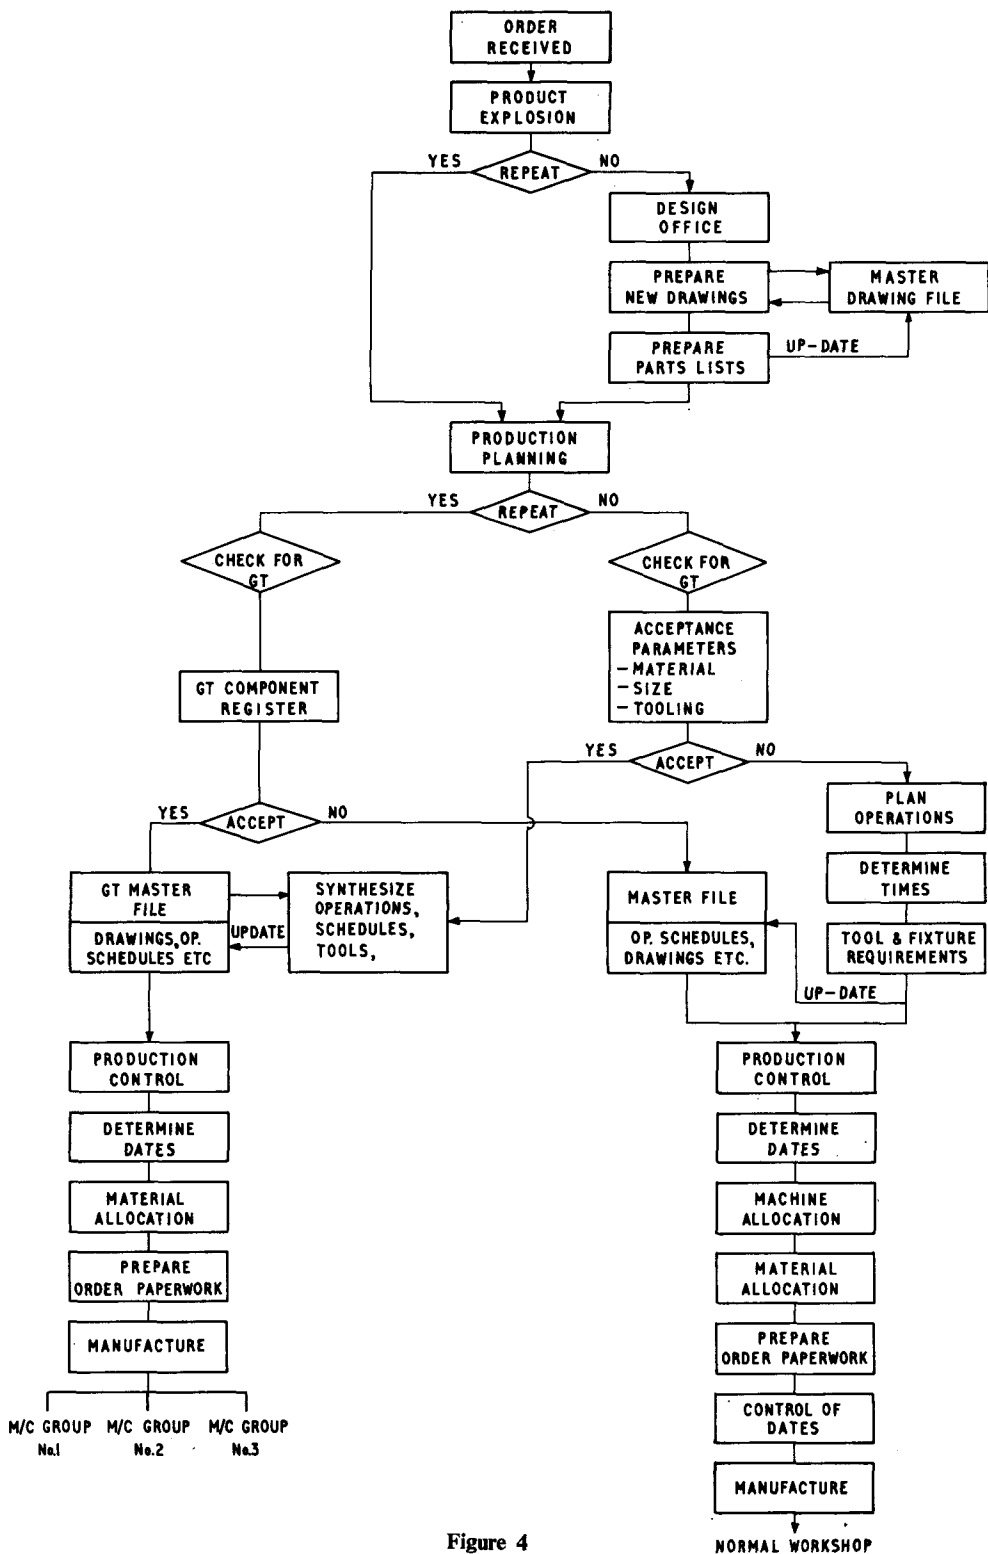 ORDER
RECEIVED
PRODUCT
EXPLOSION
YES
REPEAT
NO
DESIGN
OFFICE
PREPARE
NEW DRAWINGS
MASTER
DRAWING FILE
PREPARE
PARTS LISTS
UP-DATE
PRODUCTION
PLANNING
YES
REPEAT
NO
CHECK FOR
GT
CHECK FOR
GT
ACCEPTANCE
PARAMETERS
- MATERIAL
- SIZE
- TOOLING
GT COMPONENT
REGISTER
YES
ACCEPT
NO
YES
ACCEPT
NO
PLAN
OPERATIONS
DETERMINE
TIMES
TOOL & FIXTURE
REQUIREMENTS
GT MASTER
FILE
DRAWINGS, OP.
SCHEDULES ETC
UPDATE
SYNTHESIZE
OPERATIONS,
SCHEDULES,
TOOLS,
MASTER FILE
OP. SCHEDULES,
DRAWINGS ETC.
UP-DATE
PRODUCTION
CONTROL
DETERMINE
DATES
MATERIAL
ALLOCATION
PREPARE
ORDER PAPERWORK
MANUFACTURE
M/C GROUP
No.1
M/C GROUP
No.2
M/C GROUP
No.3
PRODUCTION
CONTROL
DETERMINE
DATES
MACHINE
ALLOCATION
MATERIAL
ALLOCATION
PREPARE
ORDER PAPERWORK
CONTROL OF
DATES
MANUFACTURE
NORMAL WORKSHOP
Figure 4